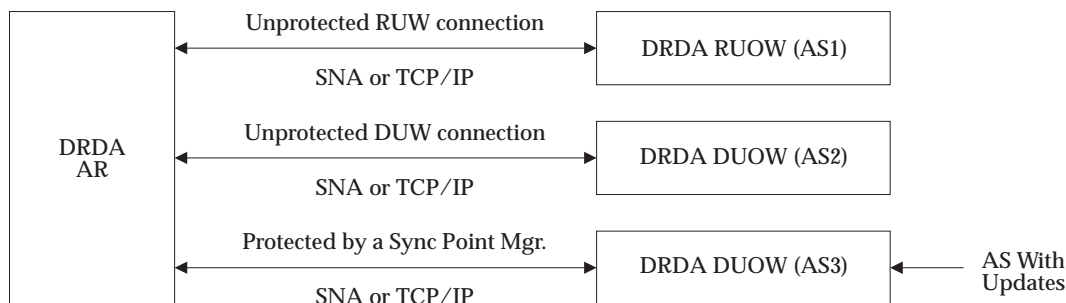 Unprotected RUW connection
DRDA RUOW (AS1)
SNA or TCP/IP
Unprotected DUW connection
DRDA
AR
DRDA DUOW (AS2)
SNA or TCP/IP
Protected by a Sync Point Mgr.
DRDA DUOW (AS3)
AS With
Updates
SNA or TCP/IP